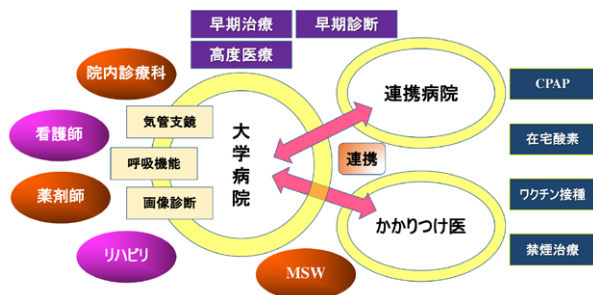 早期治療
早期診断
高度医療
院内診療科
看護師
薬剤師
リハビリ
MSW
気管支鏡
呼吸機能
画像診断
大学病院
連携
連携病院
かかりつけ医
CPAP
在宅酸素
ワクチン接種
禁煙治療